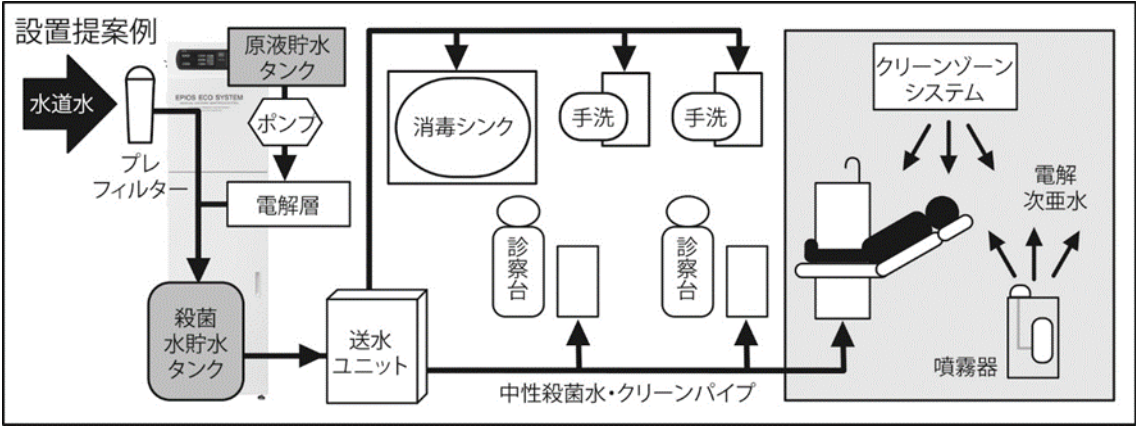 設置提案例
水道水
プレ
フィルター
EPIOS ECO SYSTEM
原液貯水
タンク
ポンプ
電解層
殺菌
水貯水
タンク
送水
ユニット
消毒シンク
手洗
手洗
診察台
診察台
中性殺菌水・クリーンパイプ
クリーンゾーン
システム
電解
次亜水
噴霧器